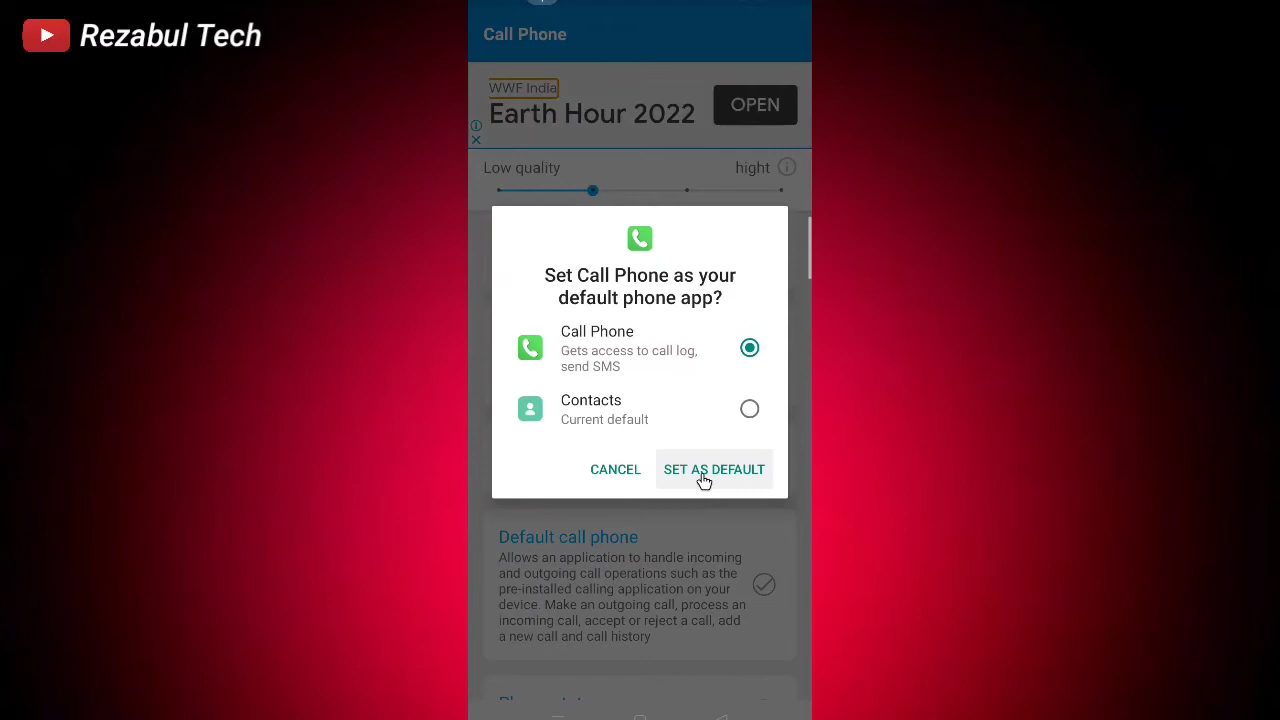 Rezabul Tech
Call Phone
WWF India
Earth Hour 2022
OPEN
Low quality
hight
Set Call Phone as your
default phone app?
Call Phone
Gets access to call log,
send SMS
Contacts
Current default
CANCEL
SET AS DEFAULT
Default call phone
Allows an application to handle incoming
and outgoing call operations such as the
pre-installed calling application on your
device. Make an outgoing call, process an
incoming call, accept or reject a call, add
a new call and call history